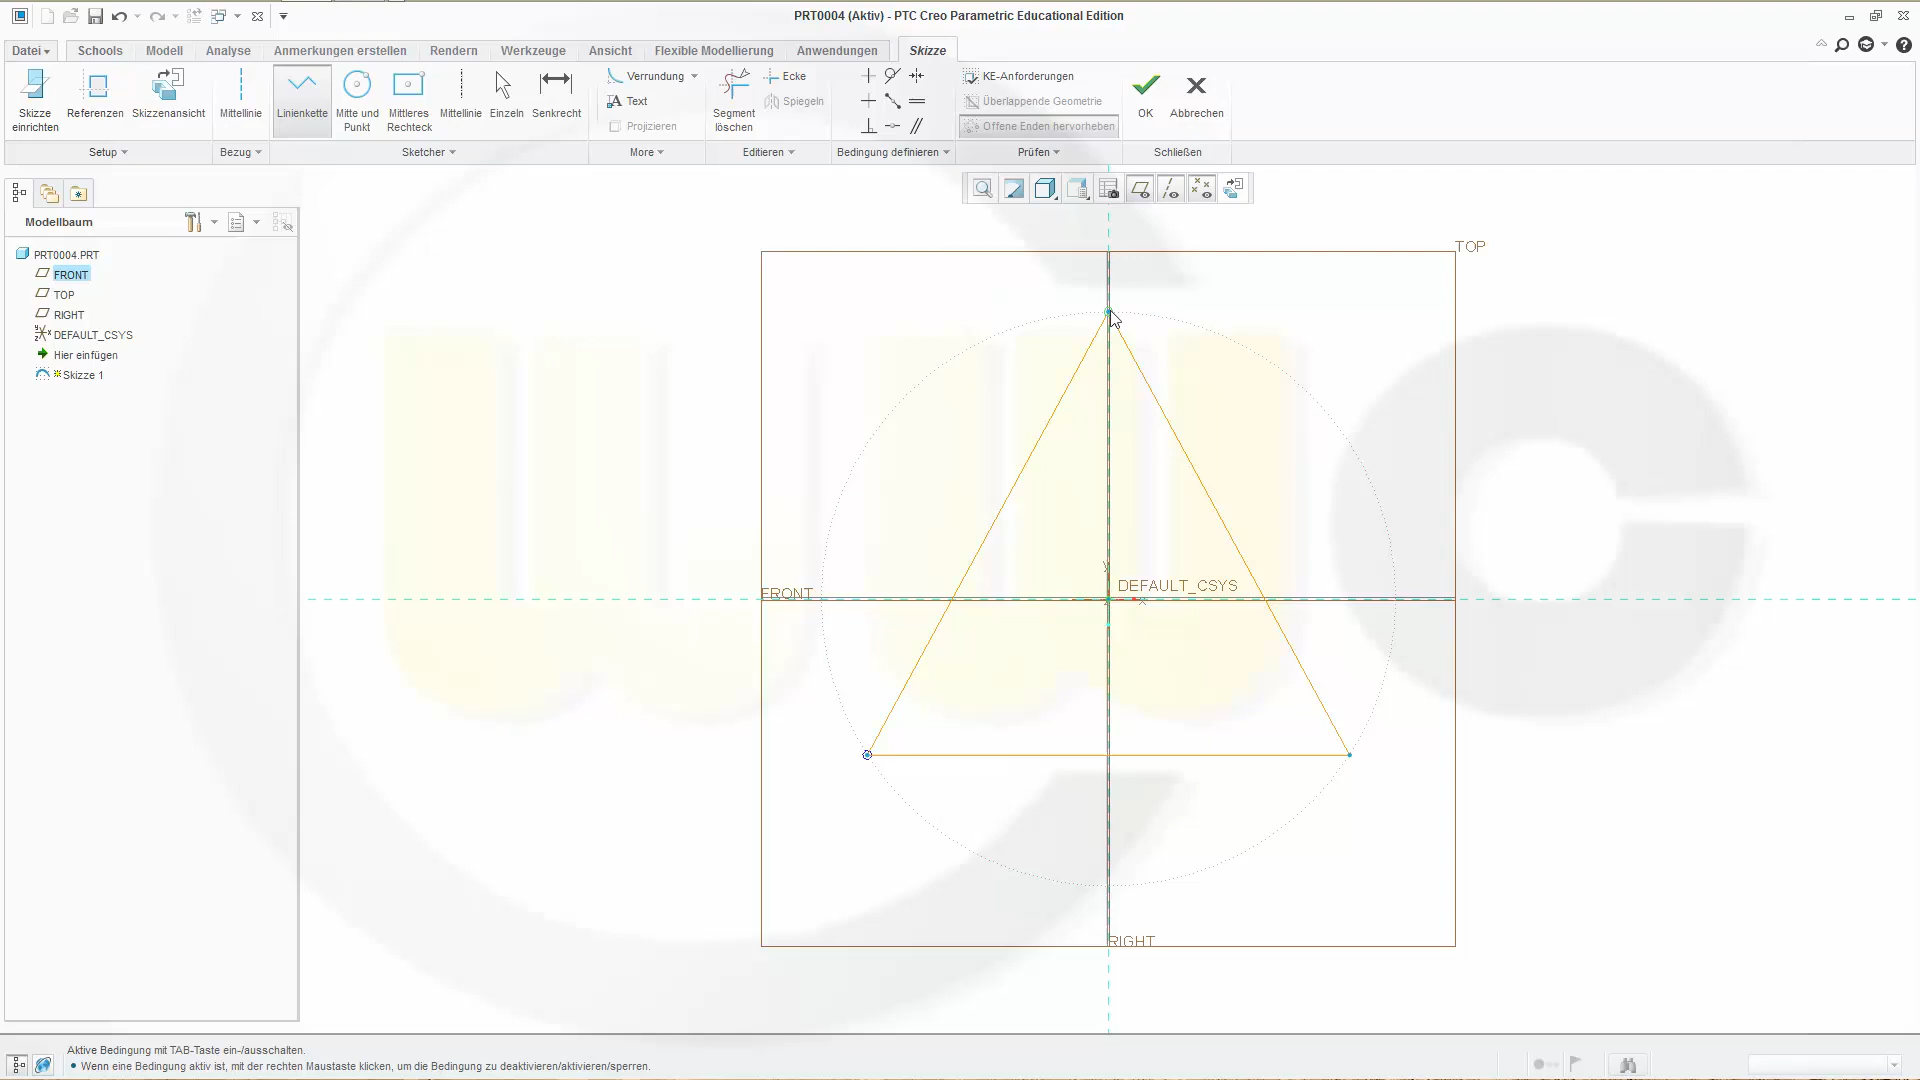 PRT0004 (Aktiv) - PTC Creo Parametric Educational Edition
Datei Schools Modell Analyse Anmerkungen erstellen Rendern Werkzeuge Ansicht Flexible Modellierung Anwendungen Skizze
Verrundung Ecke KE-Anforderungen
Text Spiegeln Überlappende Geometrie
Skizze einrichten Referenzen Skizzenansicht Mittellinie Linienkette Mitte und Punkt Mittleres Rechteck Mittellinie Einzeln Senkrecht Segment löschen OK Abbrechen
Projizieren Offene Enden hervorheben
Setup Bezug Sketcher More Editieren Bedingung definieren Prüfen Schließen
Modellbaum
PRT0004.PRT
FRONT
TOP
RIGHT
DEFAULT_CSYS
Hier einfügen
Skizze 1
TOP
y
DEFAULT_CSYS
FRONT
x
RIGHT
Aktive Bedingung mit TAB-Taste ein-/ausschalten.
• Wenn eine Bedingung aktiv ist, mit der rechten Maustaste klicken, um die Bedingung zu deaktivieren/aktivieren/sperren.